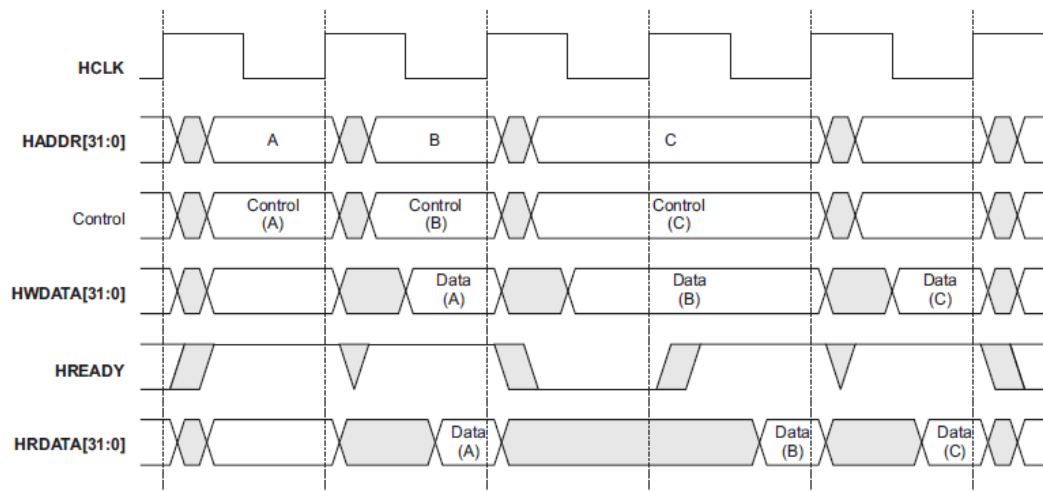 HCLK
HADDR[31:0]
A
B
C
Control
Control
(A)
Control
(B)
Control
(C)
HWDATA[31:0]
Data
(A)
Data
(B)
Data
(C)
HREADY
HRDATA[31:0]
Data
(A)
Data
(B)
Data
(C)